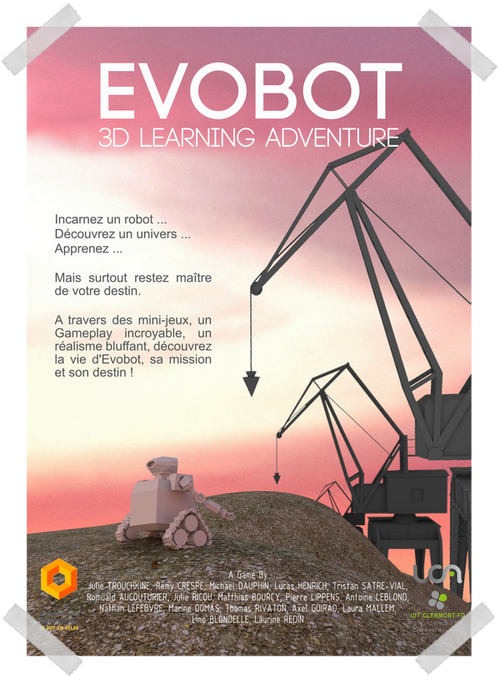 EVOBOT
3D LEARNING ADVENTURE
Incarnez un robot ...
Découvrez un univers ...
Apprenez ...
Mais surtout restez maître
de votre destin.
A travers des mini-jeux, un
Gameplay incroyable, un
réalisme bluffant, découvrez
la vie d'Evobot, sa mission
et son destin !
A Game By
Julie TROUCHKINE, Rémy CRESPE, Michaël DAUPHIN, Lucas HENRICH, Tristan SATRE-VIAL,
Romuald AUCOUTURIER, Julie RICOU, Matthias BOURCY, Pierre LIPPENS, Antoine LEBLOND,
Nathan LEFEBVRE, Marine DOMAS, Thomas RIVATON, Axel GUIRAO, Laura MALLEM,
Lino BLONDELLE, Laurine REDIN
IUT CLERMONT-FD
PUY-EN-VELAY